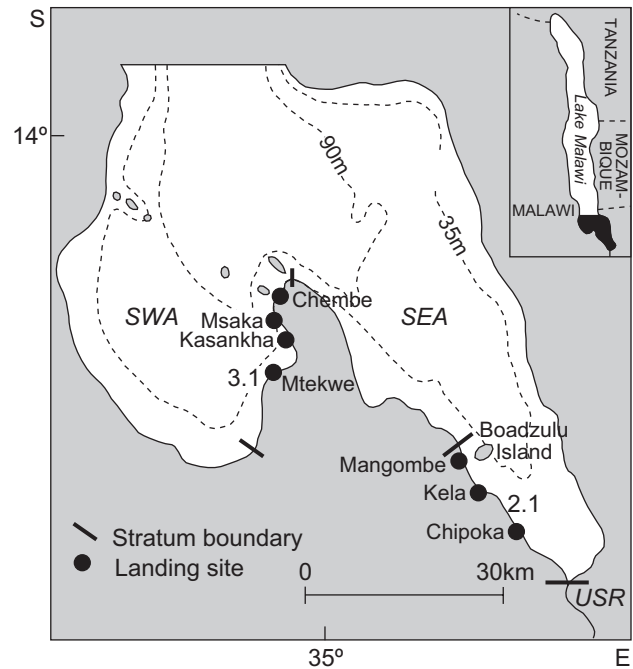 S
14º
90m
35m
TANZANIA
Lake Malawi
MOZAM-
BIQUE
MALAWI
SWA
SEA
Chembe
Msaka
Kasankha
3.1
Mtekwe
Boadzulu
Island
Mangombe
Kela
2.1
Chipoka
Stratum boundary
Landing site
0
30km
USR
35º
E